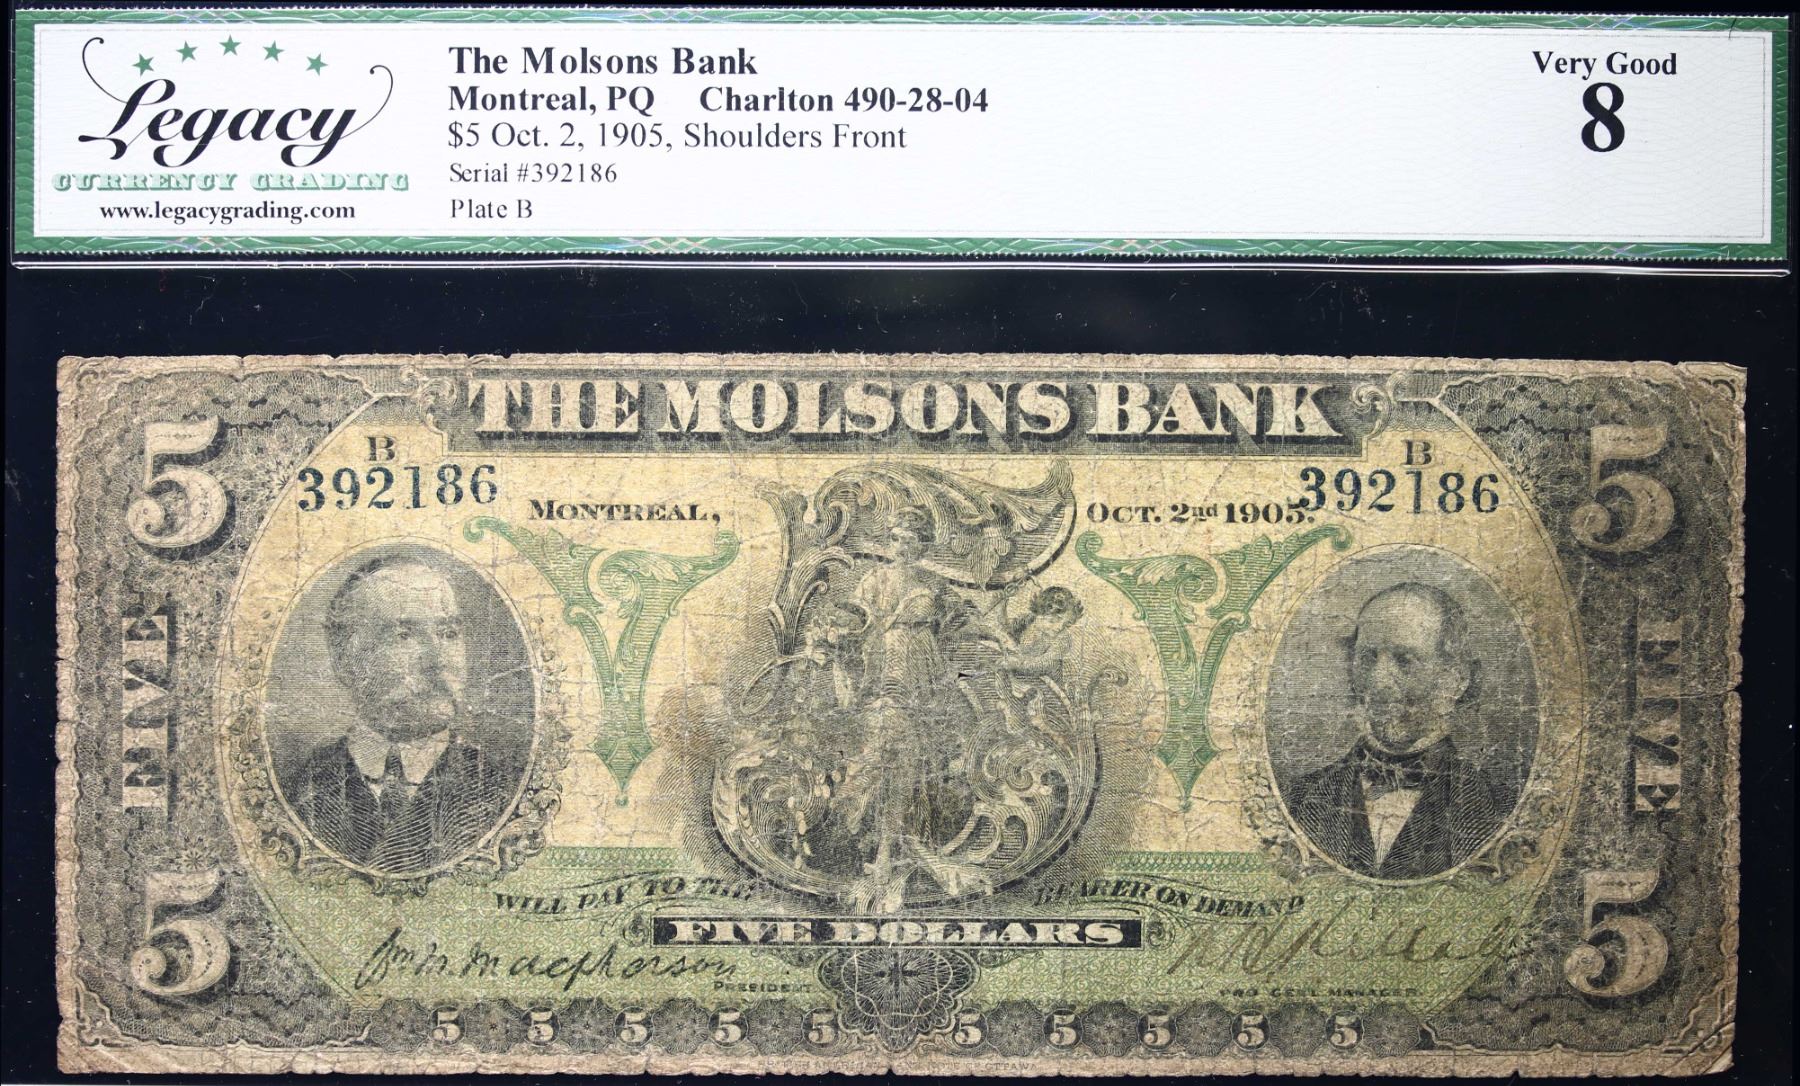 Legacy
CURRENCY GRADING
www.legacygrading.com
The Molsons Bank
Montreal, PQ Charlton 490-28-04
$5 Oct. 2, 1905, Shoulders Front
Serial #392186
Plate B
Very Good
8
THE MOLSONS BANK
5
5
B
392186
B
392186
MONTREAL,
OCT. 2nd 1905.
FIVE
FIVE
WILL PAY TO THE BEARER ON DEMAND
FIVE DOLLARS
Wm. M. Macpherson
PRESIDENT
PRO GENL MANAGER.
5
5
5 5 5 5 5 5 5 5 5 5
OTTAWA